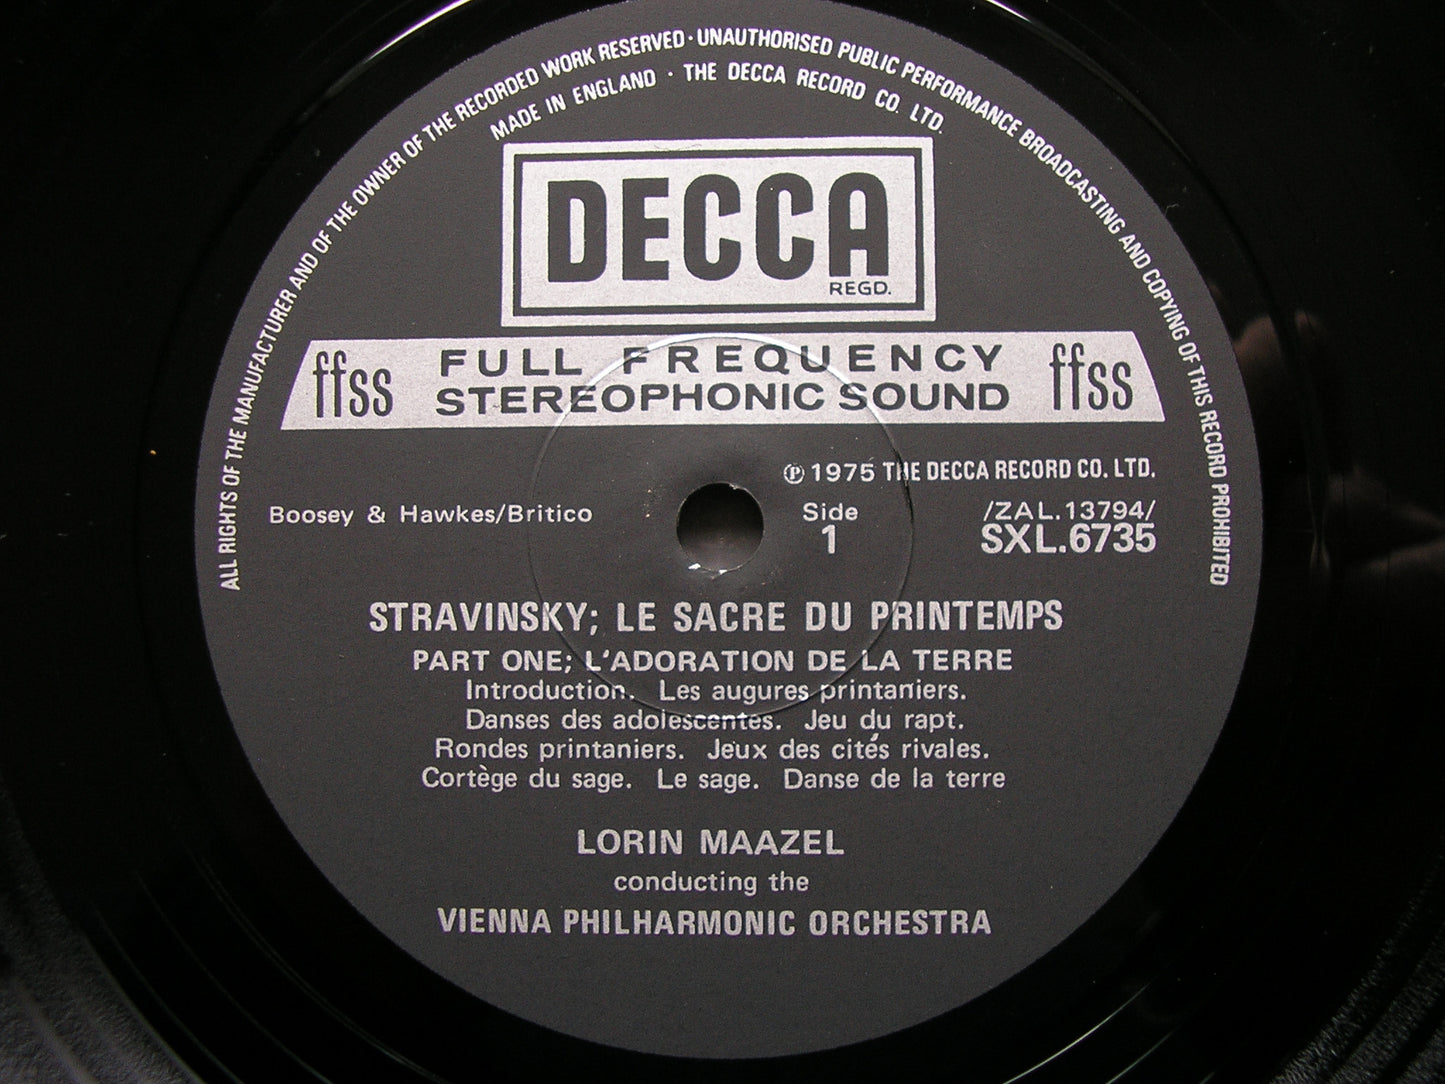 ALL RIGHTS OF THE MANUFACTURER AND OF THE OWNER OF THE RECORDED WORK RESERVED · UNAUTHORISED PUBLIC PERFORMANCE BROADCASTING AND COPYING OF THIS RECORD PROHIBITED
MADE IN ENGLAND · THE DECCA RECORD CO. LTD.
DECCA
REGD.
ffss FULL FREQUENCY STEREOPHONIC SOUND ffss
℗ 1975 THE DECCA RECORD CO. LTD.
Boosey & Hawkes/Britico Side /ZAL.13794/
1 SXL.6735
STRAVINSKY; LE SACRE DU PRINTEMPS
PART ONE; L'ADORATION DE LA TERRE
Introduction. Les augures printaniers.
Danses des adolescentes. Jeu du rapt.
Rondes printaniers. Jeux des cités rivales.
Cortège du sage. Le sage. Danse de la terre
LORIN MAAZEL
conducting the
VIENNA PHILHARMONIC ORCHESTRA